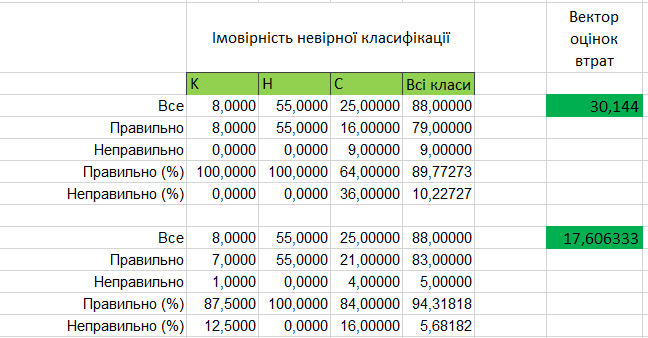 Імовірність невірної класифікації
Вектор
оцінок
втрат
K H C Всі класи
Все 8,0000 55,0000 25,00000 88,00000 30,144
Правильно 8,0000 55,0000 16,00000 79,00000
Неправильно 0,0000 0,0000 9,00000 9,00000
Правильно (%) 100,0000 100,0000 64,00000 89,77273
Неправильно (%) 0,0000 0,0000 36,00000 10,22727
Все 8,0000 55,0000 25,00000 88,00000 17,606333
Правильно 7,0000 55,0000 21,00000 83,00000
Неправильно 1,0000 0,0000 4,00000 5,00000
Правильно (%) 87,5000 100,0000 84,00000 94,31818
Неправильно (%) 12,5000 0,0000 16,00000 5,68182